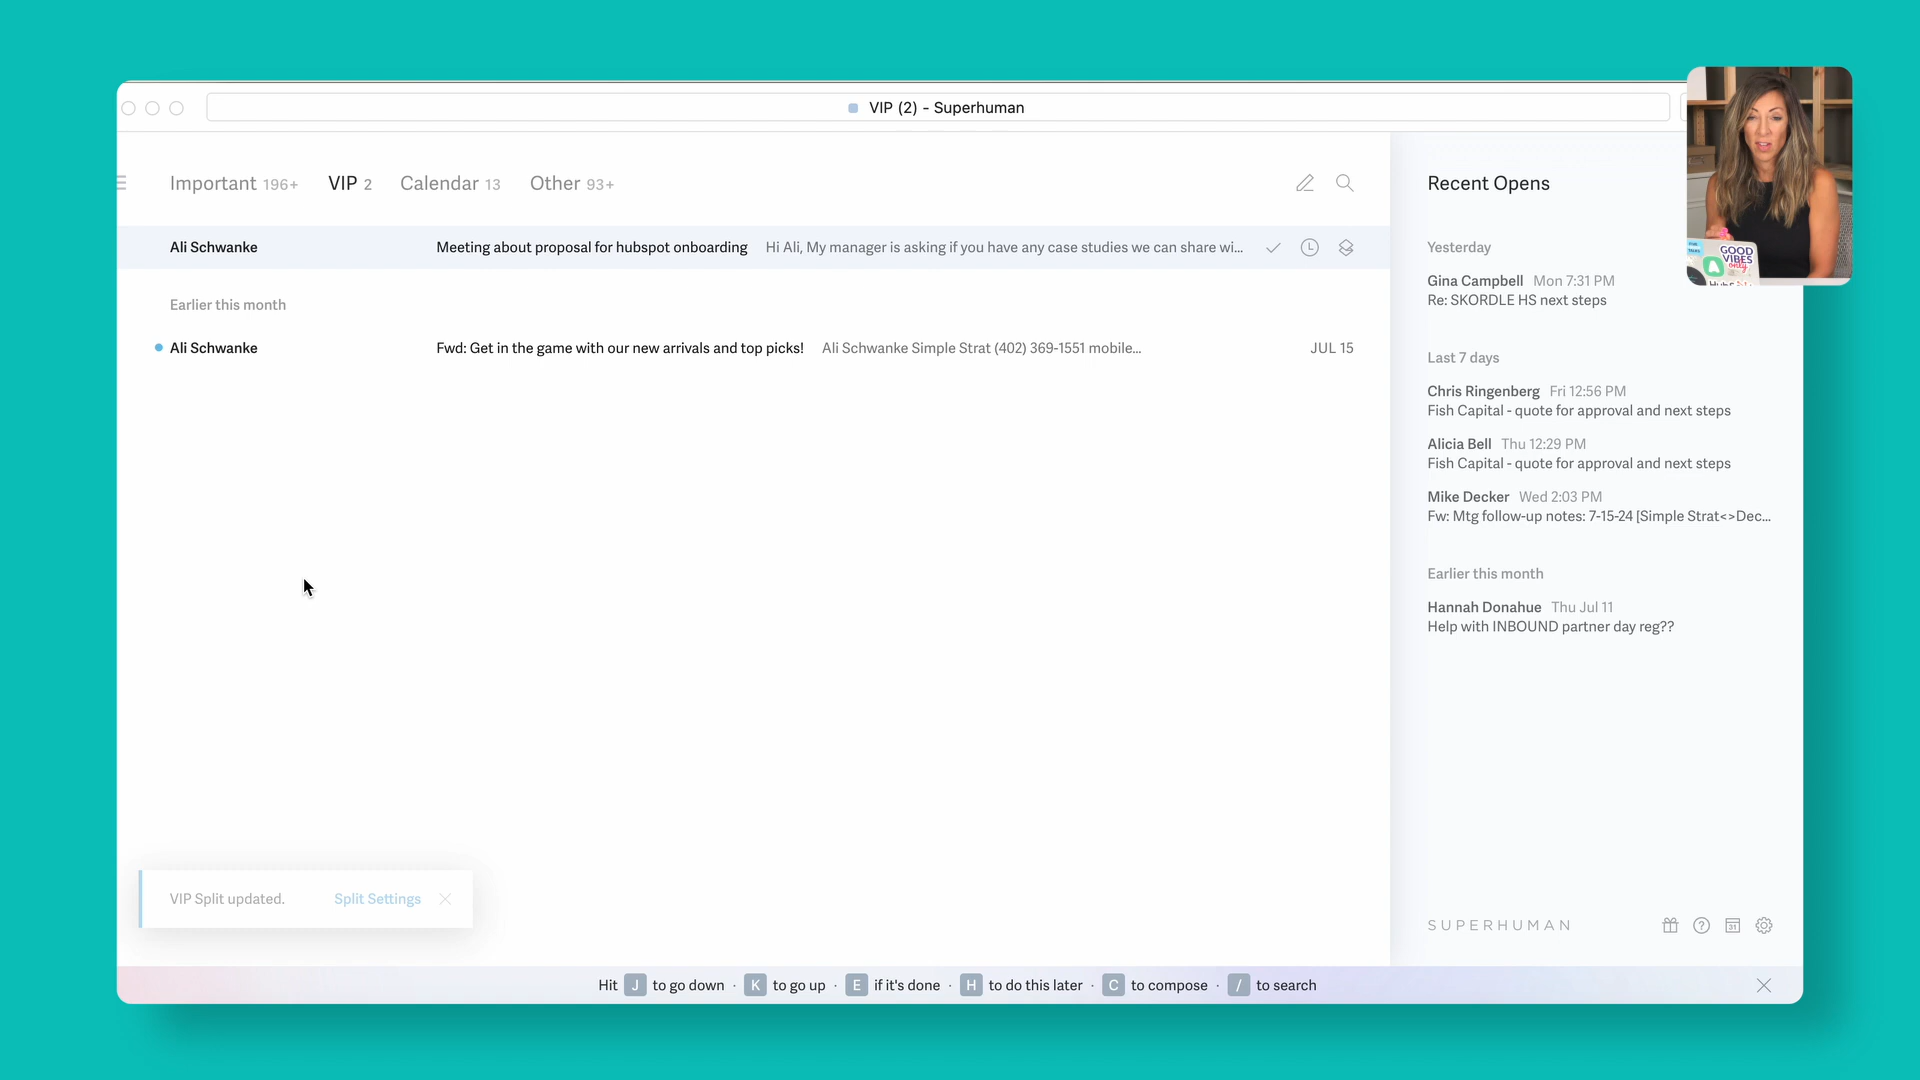 VIP (2) - Superhuman
Important 196+ VIP 2 Calendar 13 Other 93+
Ali Schwanke Meeting about proposal for hubspot onboarding Hi Ali, My manager is asking if you have any case studies we can share wi...
Earlier this month
Ali Schwanke Fwd: Get in the game with our new arrivals and top picks! Ali Schwanke Simple Strat (402) 369-1551 mobile... JUL 15
VIP Split updated. Split Settings
Recent Opens
Yesterday
Gina Campbell Mon 7:31 PM
Re: SKORDLE HS next steps
Last 7 days
Chris Ringenberg Fri 12:56 PM
Fish Capital - quote for approval and next steps
Alicia Bell Thu 12:29 PM
Fish Capital - quote for approval and next steps
Mike Decker Wed 2:03 PM
Fw: Mtg follow-up notes: 7-15-24 [Simple Strat<>Dec...
Earlier this month
Hannah Donahue Thu Jul 11
Help with INBOUND partner day reg??
SUPERHUMAN 31
Hit J to go down · K to go up · E if it's done · H to do this later · C to compose · / to search
GOOD
VIBES
only